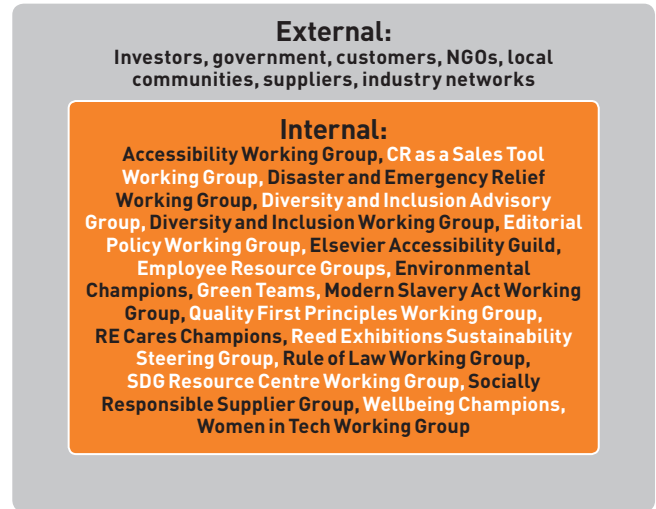 External:
Investors, government, customers, NGOs, local
communities, suppliers, industry networks
Internal:
Accessibility Working Group, CR as a Sales Tool
Working Group, Disaster and Emergency Relief
Working Group, Diversity and Inclusion Advisory
Group, Diversity and Inclusion Working Group, Editorial
Policy Working Group, Elsevier Accessibility Guild,
Employee Resource Groups, Environmental
Champions, Green Teams, Modern Slavery Act Working
Group, Quality First Principles Working Group,
RE Cares Champions, Reed Exhibitions Sustainability
Steering Group, Rule of Law Working Group,
SDG Resource Centre Working Group, Socially
Responsible Supplier Group, Wellbeing Champions,
Women in Tech Working Group